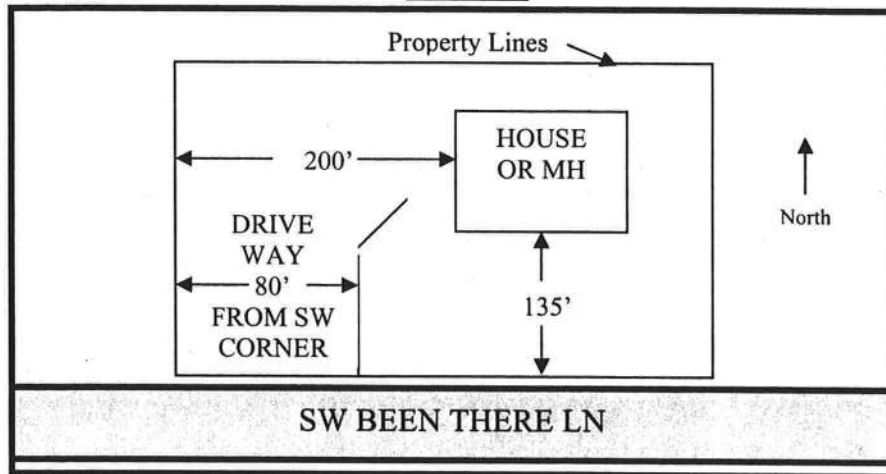 Property Lines
HOUSE
OR MH
200’
North
DRIVE
WAY
80’
FROM SW
CORNER
135’
SW BEEN THERE LN